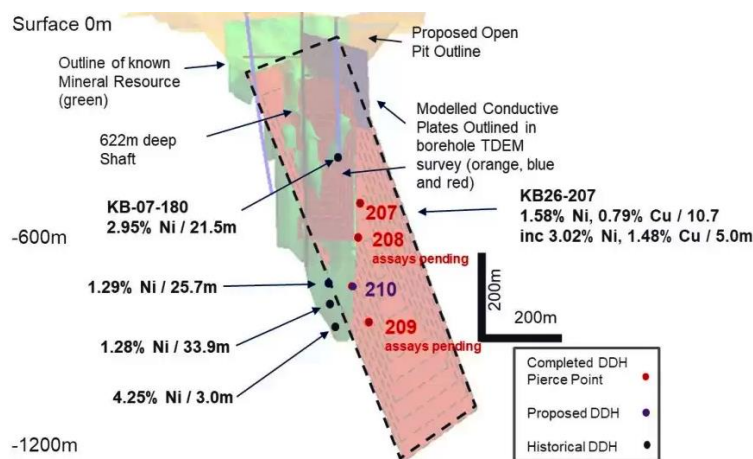 Surface 0m
Proposed Open
Pit Outline
Outline of known
Mineral Resource
(green)
622m deep
Shaft
Modelled Conductive
Plates Outlined in
borehole TDEM
survey (orange, blue
and red)
KB-07-180
2.95% Ni / 21.5m
KB26-207
1.58% Ni, 0.79% Cu / 10.7
inc 3.02% Ni, 1.48% Cu / 5.0m
207
-600m
208
assays pending
1.29% Ni / 25.7m
210
200m
200m
209
assays pending
1.28% Ni / 33.9m
4.25% Ni / 3.0m
Completed DDH
Pierce Point
Proposed DDH
Historical DDH
-1200m